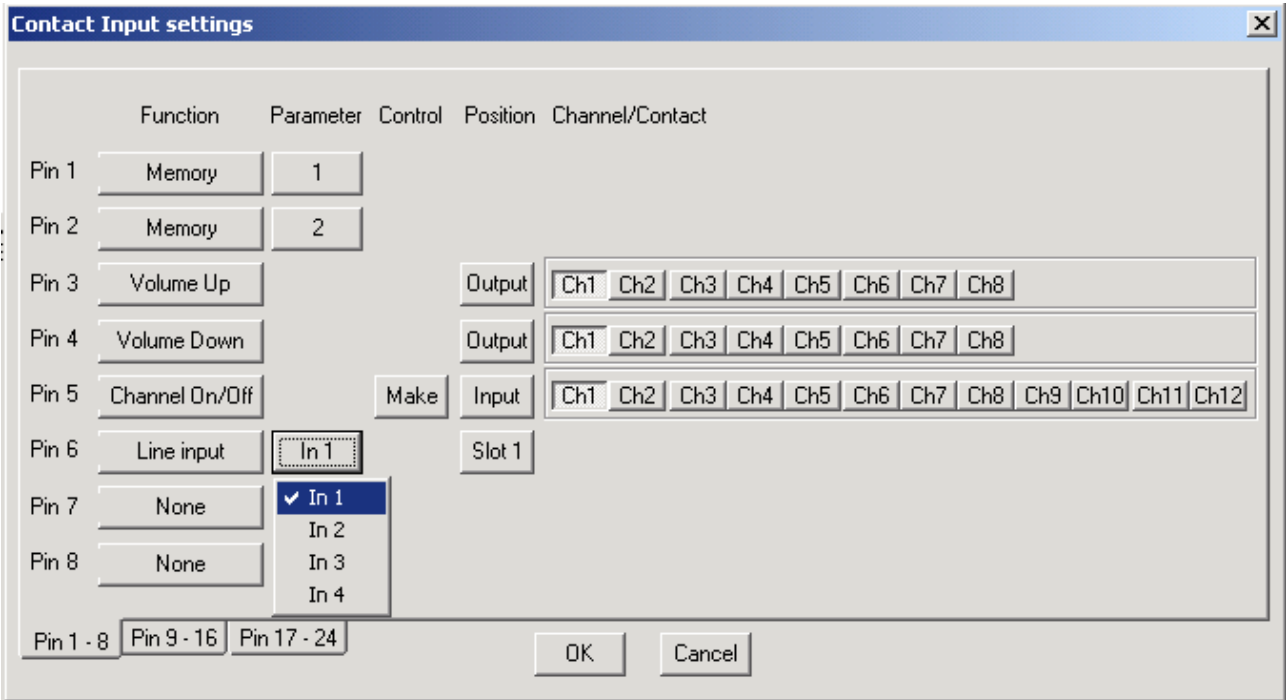 Contact Input settings
Function Parameter Control Position Channel/Contact
Pin 1 Memory 1
Pin 2 Memory 2
Pin 3 Volume Up Output Ch1 Ch2 Ch3 Ch4 Ch5 Ch6 Ch7 Ch8
Pin 4 Volume Down Output Ch1 Ch2 Ch3 Ch4 Ch5 Ch6 Ch7 Ch8
Pin 5 Channel On/Off Make Input Ch1 Ch2 Ch3 Ch4 Ch5 Ch6 Ch7 Ch8 Ch9 Ch10 Ch11 Ch12
Pin 6 Line input In 1 Slot 1
Pin 7 None In 1
In 2
Pin 8 None In 3
In 4
Pin 1 - 8 Pin 9 - 16 Pin 17 - 24
OK Cancel